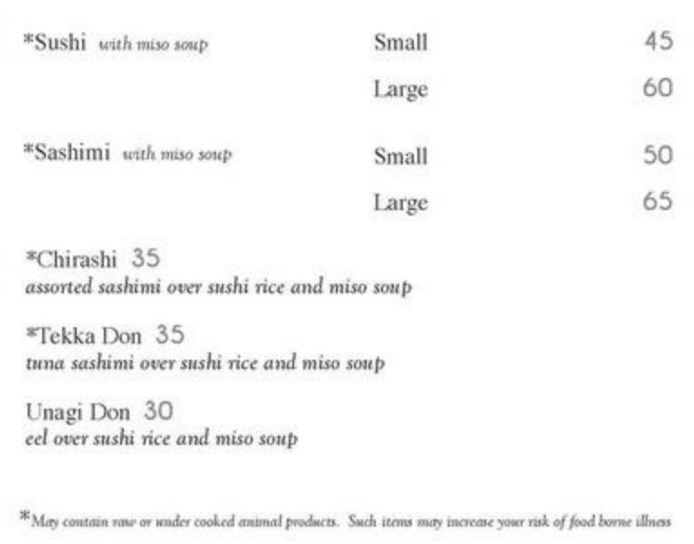 *Sushi with miso soup Small 45
Large 60
*Sashimi with miso soup Small 50
Large 65
*Chirashi 35
assorted sashimi over sushi rice and miso soup
*Tekka Don 35
tuna sashimi over sushi rice and miso soup
Unagi Don 30
eel over sushi rice and miso soup
*May contain raw or under cooked animal products. Such items may increase your risk of food borne illness